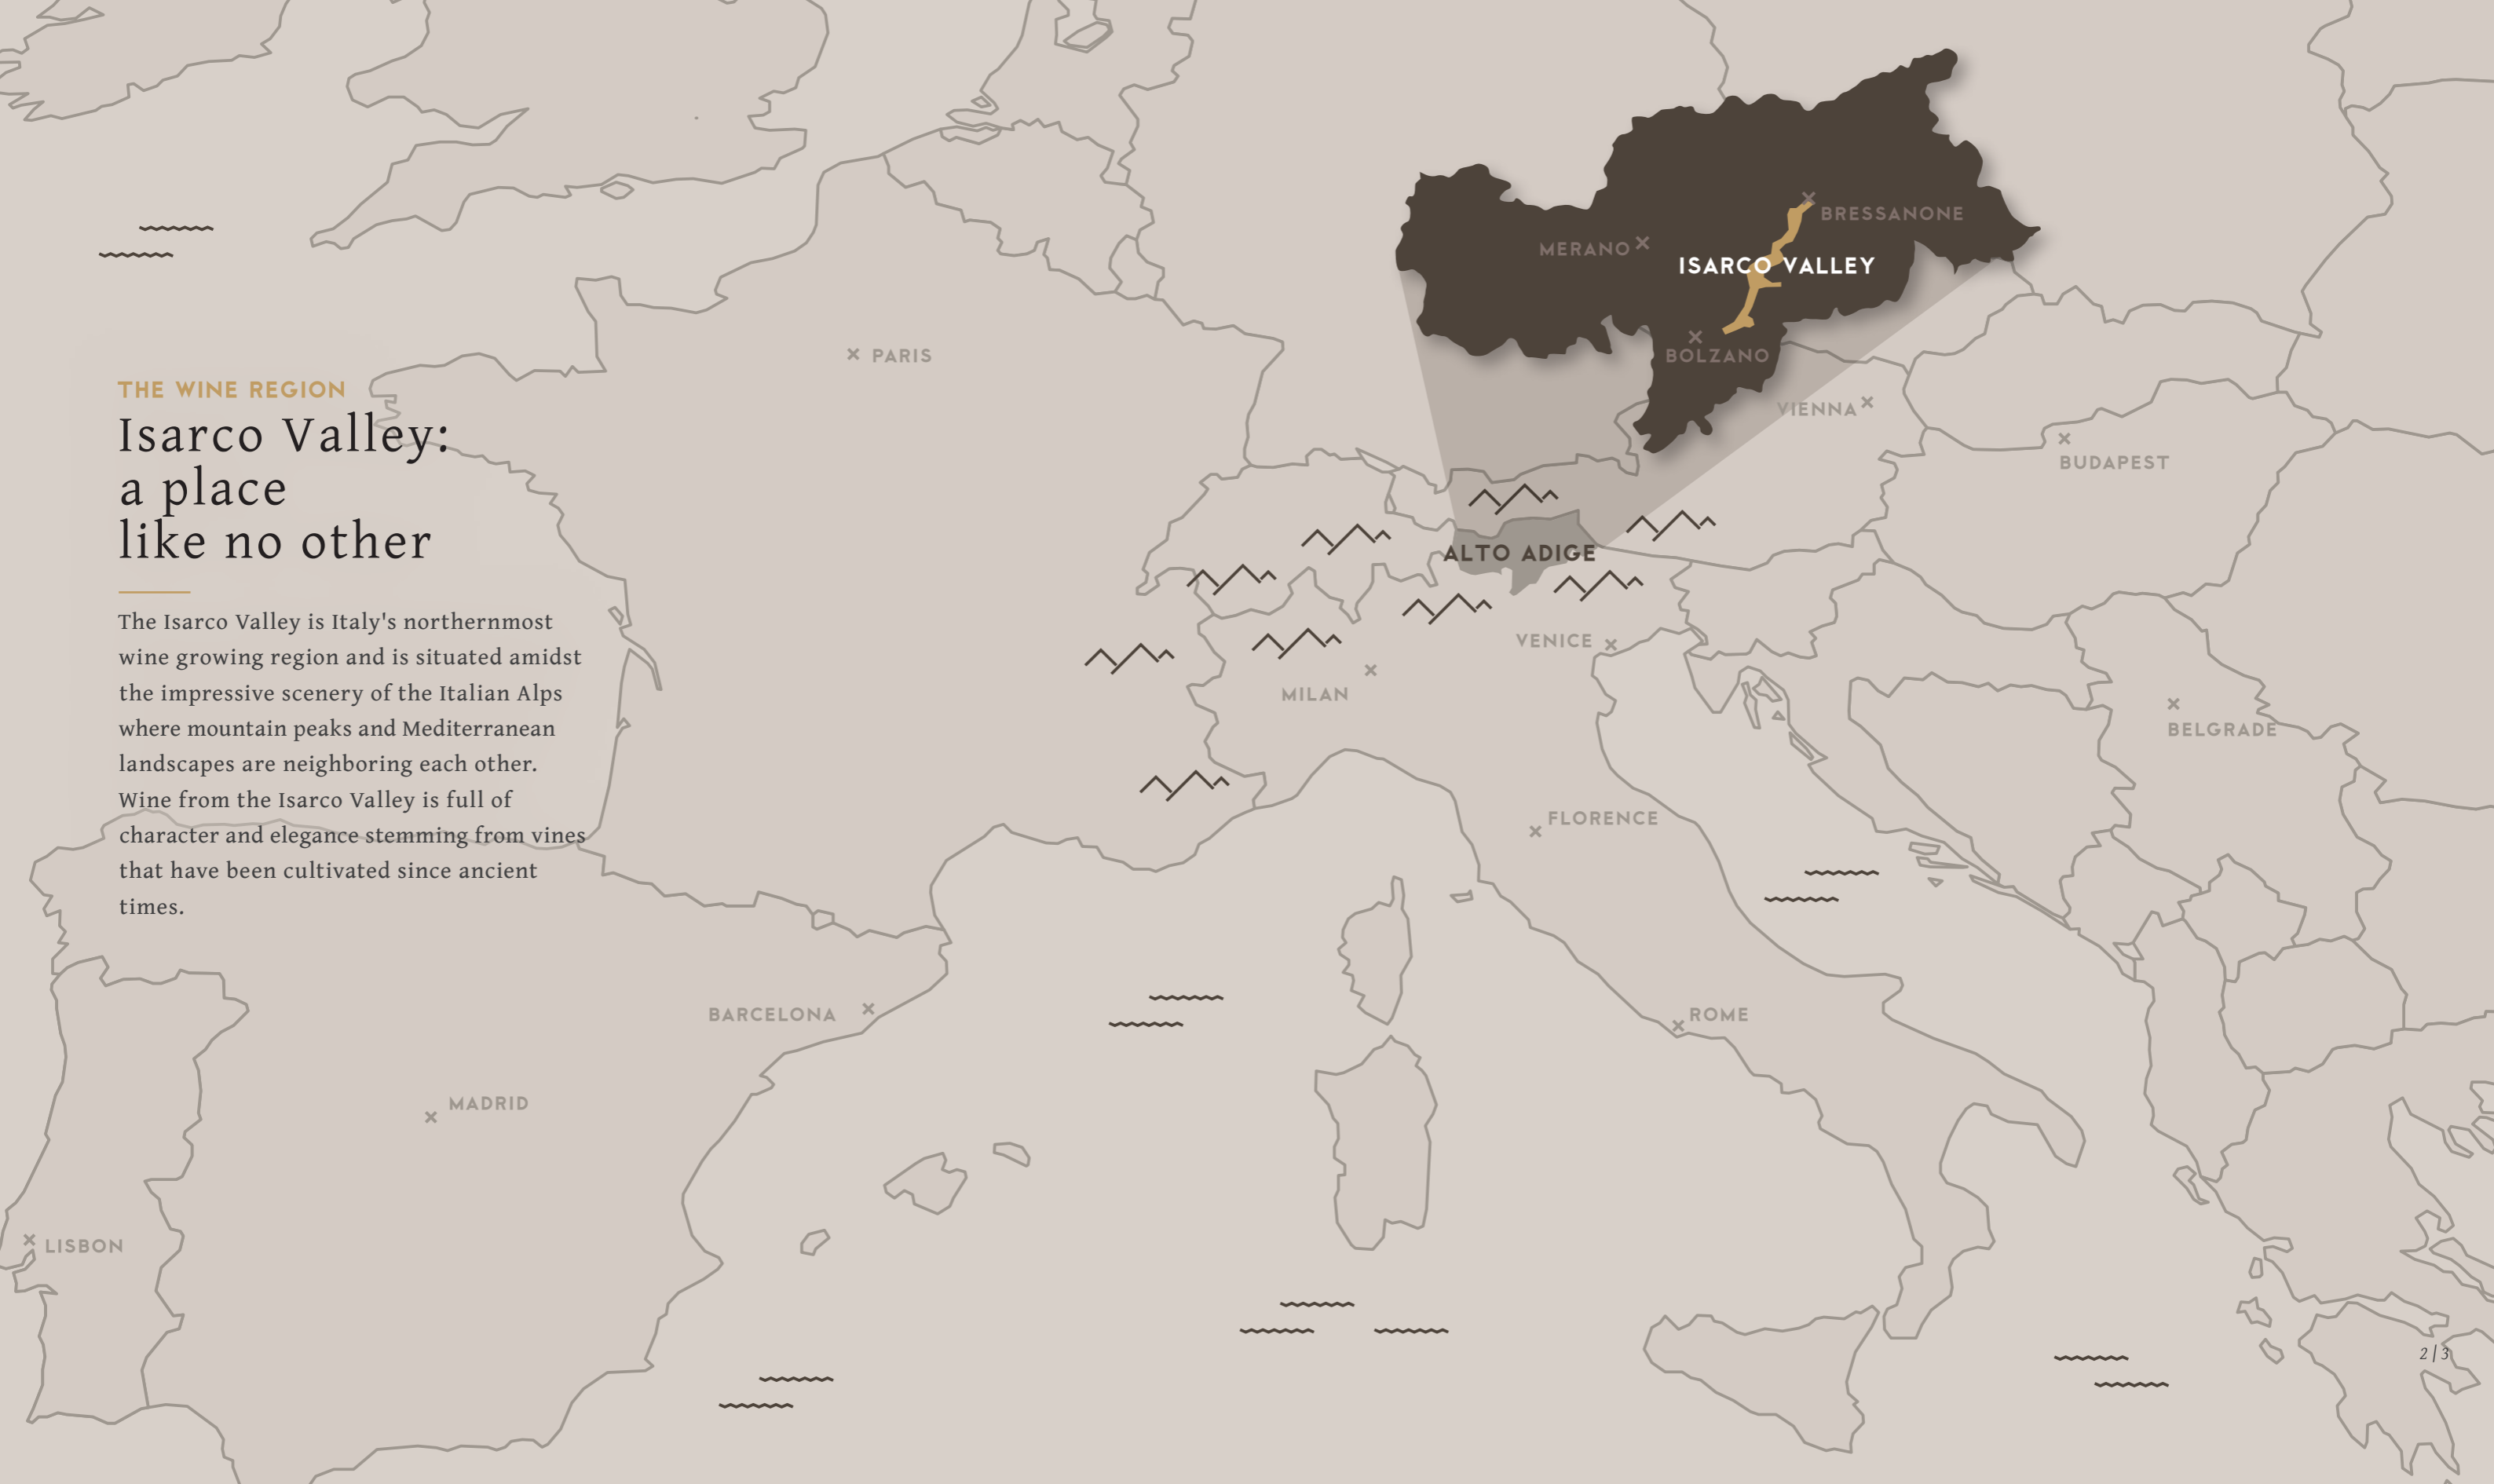 THE WINE REGION
Isarco Valley:
a place
like no other
The Isarco Valley is Italy's northernmost
wine growing region and is situated amidst
the impressive scenery of the Italian Alps
where mountain peaks and Mediterranean
landscapes are neighboring each other.
Wine from the Isarco Valley is full of
character and elegance stemming from vines
that have been cultivated since ancient
times.
BRESSANONE
MERANO
ISARCO VALLEY
BOLZANO
PARIS
VIENNA
BUDAPEST
ALTO ADIGE
VENICE
MILAN
BELGRADE
FLORENCE
BARCELONA
ROME
MADRID
LISBON
2 | 3